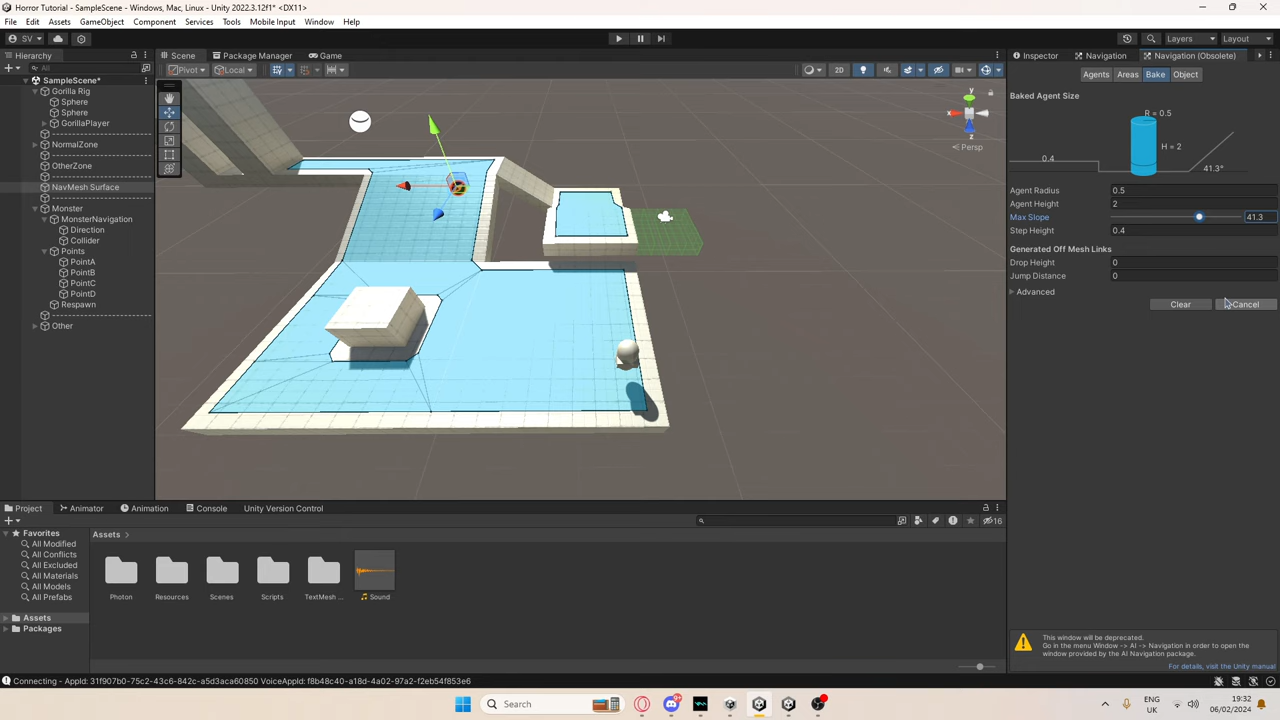 Horror Tutorial - SampleScene - Windows, Mac, Linux - Unity 2022.3.12f1* <DX11>
File Edit Assets GameObject Component Services Tools Mobile Input Window Help
SV Layers Layout
Hierarchy Scene Package Manager Game Inspector Navigation Navigation (Obsolete)
All Pivot Local 2D Agents Areas Bake Object
SampleScene*
Gorilla Rig
Sphere
Sphere
GorillaPlayer
--------------------
NormalZone
--------------------
OtherZone
--------------------
NavMesh Surface
--------------------
Monster
MonsterNavigation
Direction
Collider
Points
PointA
PointB
PointC
PointD
Respawn
--------------------
Other
y
x
z
Persp
Baked Agent Size
R = 0.5
H = 2
0.4
41.3°
Agent Radius 0.5
Agent Height 2
Max Slope 41.3
Step Height 0.4
Generated Off Mesh Links
Drop Height 0
Jump Distance 0
Advanced
Clear Cancel
Project Animator Animation Console Unity Version Control
16
Favorites
All Modified
All Conflicts
All Excluded
All Materials
All Models
All Prefabs
Assets
Packages
Assets
Photon Resources Scenes Scripts TextMesh ... Sound
This window will be deprecated.
Go in the menu Window -> AI -> Navigation in order to open the
window provided by the AI Navigation package.
For details, visit the Unity manual
Connecting - AppId: 31f907b0-75c2-43c6-842c-a5d3aca60850 VoiceAppId: f8b48c40-a18d-4a02-97a2-bf54bf853e6
Search
ENG
UK
19:32
06/02/2024